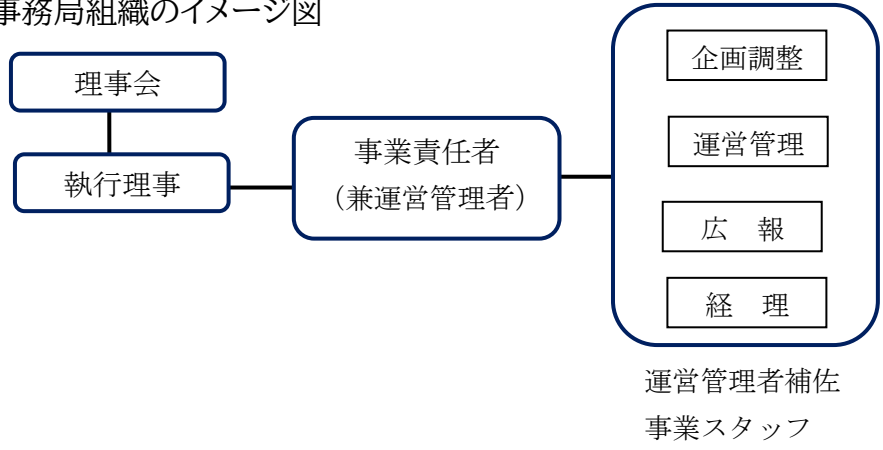 事務局組織のイメージ図
理事会
執行理事
事業責任者
（兼運営管理者）
企画調整
運営管理
広　報
経　理
運営管理者補佐
事業スタッフ